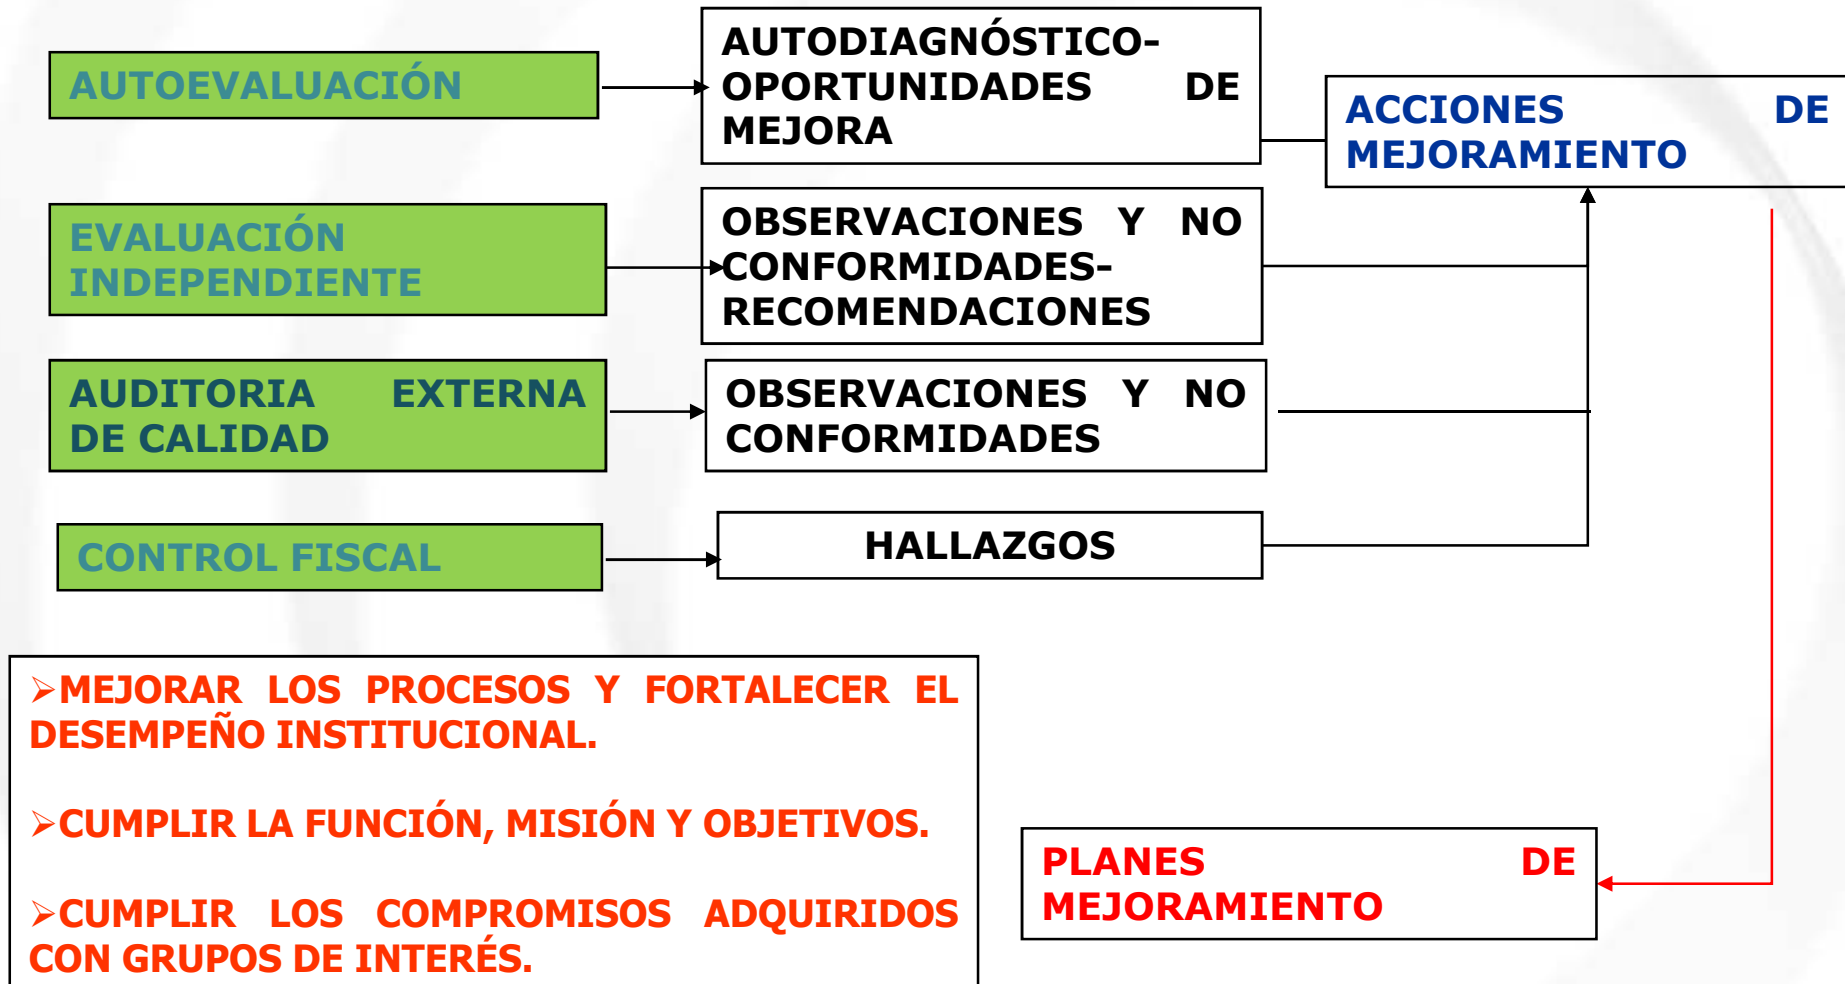 AUTOEVALUACIÓN
AUTODIAGNÓSTICO-
OPORTUNIDADES DE
MEJORA
ACCIONES DE
MEJORAMIENTO
EVALUACIÓN
INDEPENDIENTE
OBSERVACIONES Y NO
CONFORMIDADES-
RECOMENDACIONES
AUDITORIA EXTERNA
DE CALIDAD
OBSERVACIONES Y NO
CONFORMIDADES
CONTROL FISCAL
HALLAZGOS
➢MEJORAR LOS PROCESOS Y FORTALECER EL
DESEMPEÑO INSTITUCIONAL.
➢CUMPLIR LA FUNCIÓN, MISIÓN Y OBJETIVOS.
➢CUMPLIR LOS COMPROMISOS ADQUIRIDOS
CON GRUPOS DE INTERÉS.
PLANES DE
MEJORAMIENTO